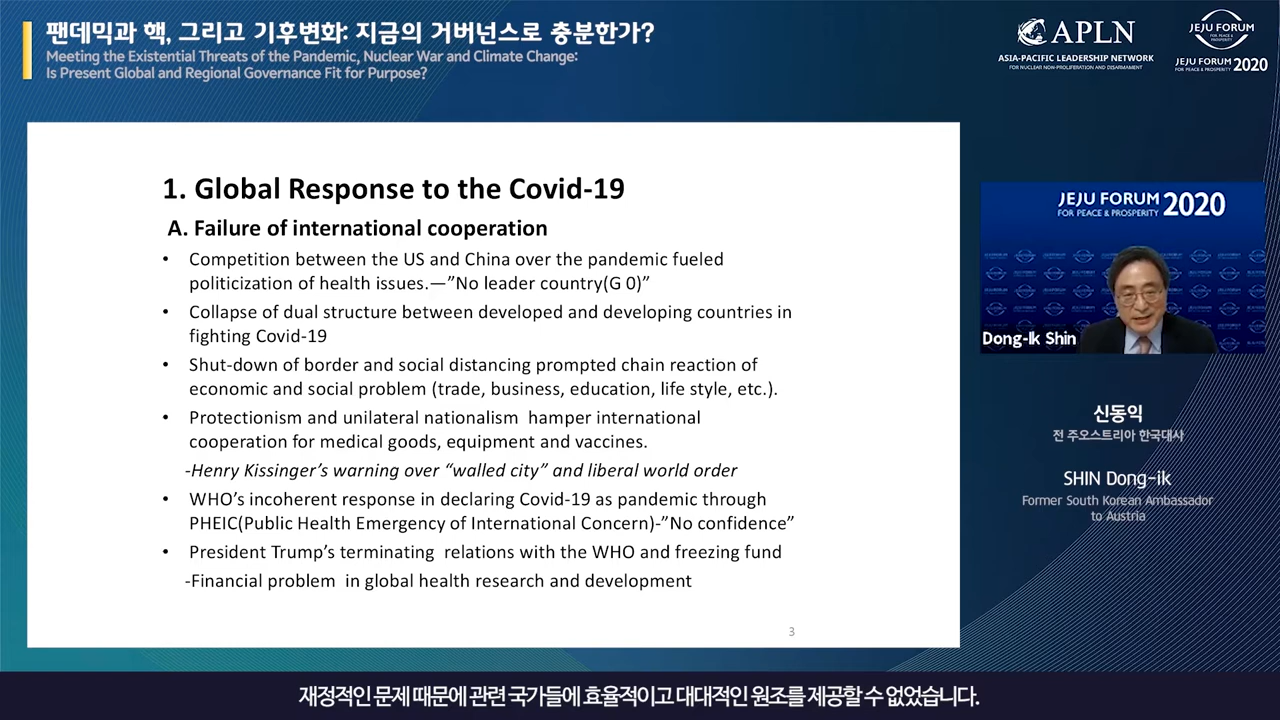 팬데믹과 핵, 그리고 기후변화: 지금의 거버넌스로 충분한가?
Meeting the Existential Threats of the Pandemic, Nuclear War and Climate Change:
Is Present Global and Regional Governance Fit for Purpose?
APLN
ASIA-PACIFIC LEADERSHIP NETWORK
FOR NUCLEAR NON-PROLIFERATION AND DISARMAMENT
JEJU FORUM
FOR PEACE & PROSPERITY
JEJU FORUM
FOR PEACE & PROSPERITY 2020
1. Global Response to the Covid-19
A. Failure of international cooperation
• Competition between the US and China over the pandemic fueled
politicization of health issues.—”No leader country(G 0)”
• Collapse of dual structure between developed and developing countries in
fighting Covid-19
• Shut-down of border and social distancing prompted chain reaction of
economic and social problem (trade, business, education, life style, etc.).
• Protectionism and unilateral nationalism hamper international
cooperation for medical goods, equipment and vaccines.
-Henry Kissinger’s warning over “walled city” and liberal world order
• WHO’s incoherent response in declaring Covid-19 as pandemic through
PHEIC(Public Health Emergency of International Concern)-”No confidence”
• President Trump’s terminating relations with the WHO and freezing fund
-Financial problem in global health research and development
3
JEJU FORUM 2020
FOR PEACE & PROSPERITY
Dong-Ik Shin
신동익
전 주오스트리아 한국대사
SHIN Dong-ik
Former South Korean Ambassador
to Austria
재정적인 문제 때문에 관련 국가들에 효율적이고 대대적인 원조를 제공할 수 없었습니다.